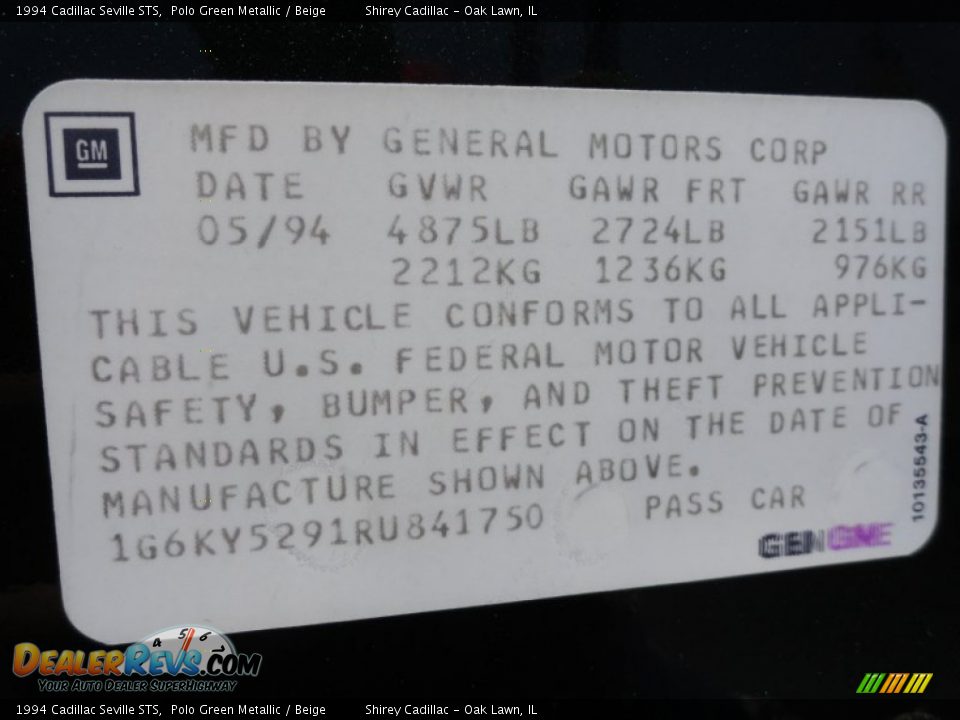 1994 Cadillac Seville STS, Polo Green Metallic / Beige Shirey Cadillac - Oak Lawn, IL
GM
MFD BY GENERAL MOTORS CORP
DATE GVWR GAWR FRT GAWR RR
05/94 4875LB 2724LB 2151LB
2212KG 1236KG 976KG
THIS VEHICLE CONFORMS TO ALL APPLI-
CABLE U.S. FEDERAL MOTOR VEHICLE
SAFETY, BUMPER, AND THEFT PREVENTION
STANDARDS IN EFFECT ON THE DATE OF
MANUFACTURE SHOWN ABOVE.
1G6KY5291RU841750 PASS CAR
10135543-A
4 5 6
DEALERREVS.COM
YOUR AUTO DEALER SUPERHIGHWAY
1994 Cadillac Seville STS, Polo Green Metallic / Beige Shirey Cadillac - Oak Lawn, IL